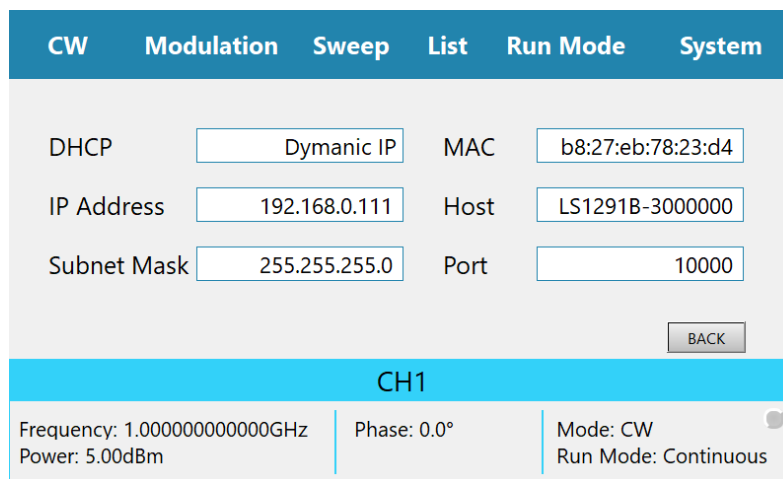 CW Modulation Sweep List Run Mode System
DHCP Dymanic IP MAC b8:27:eb:78:23:d4
IP Address 192.168.0.111 Host LS1291B-3000000
Subnet Mask 255.255.255.0 Port 10000
BACK
CH1
Frequency: 1.000000000000GHz Phase: 0.0° Mode: CW
Power: 5.00dBm Run Mode: Continuous